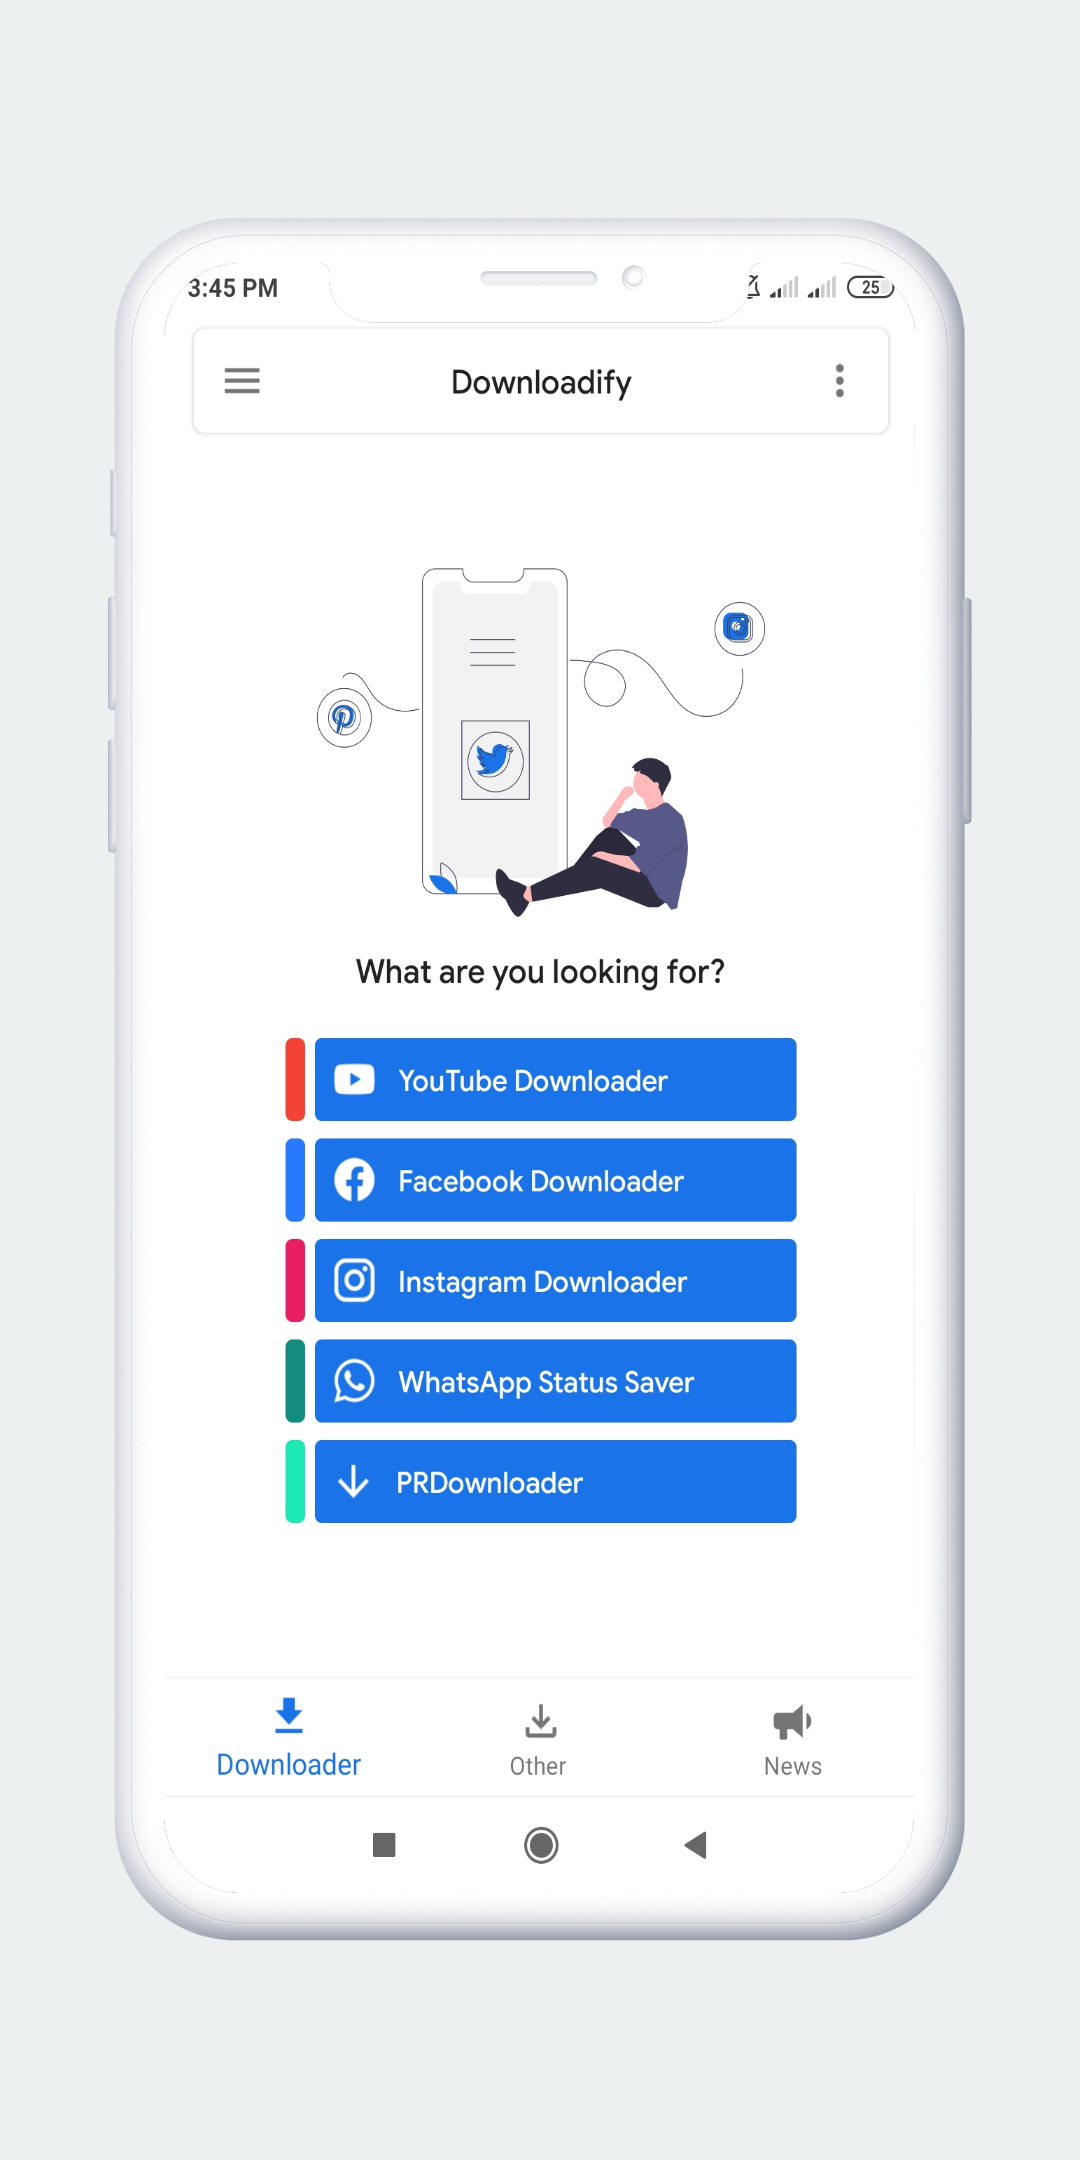 3:45 PM
25
Downloadify
What are you looking for?
YouTube Downloader
Facebook Downloader
Instagram Downloader
WhatsApp Status Saver
PRDownloader
Downloader
Other
News